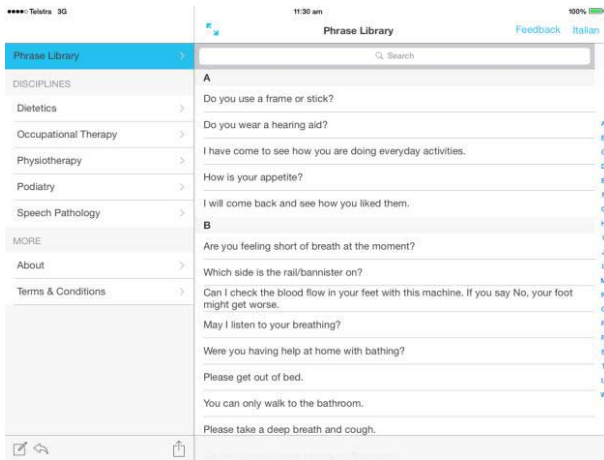 Telstra 3G 11:30 am 100%
Phrase Library Feedback Italian
Phrase Library
DISCIPLINES
Dietetics
Occupational Therapy
Physiotherapy
Podiatry
Speech Pathology
MORE
About
Terms & Conditions
Search
A
Do you use a frame or stick?
Do you wear a hearing aid?
I have come to see how you are doing everyday activities.
How is your appetite?
I will come back and see how you liked them.
B
Are you feeling short of breath at the moment?
Which side is the rail/bannister on?
Can I check the blood flow in your feet with this machine. If you say No, your foot
might get worse.
May I listen to your breathing?
Were you having help at home with bathing?
Please get out of bed.
You can only walk to the bathroom.
Please take a deep breath and cough.